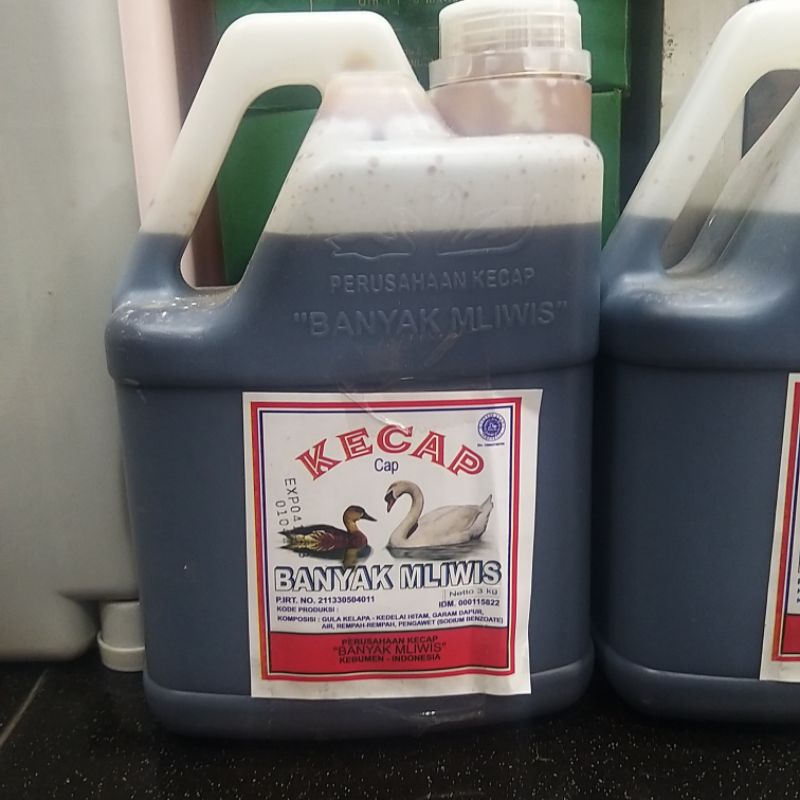 PERUSAHAAN KECAP
"BANYAK MLIWIS"
KECAP
Cap
BANYAK MLIWIS
Netto 3 kg
P.IRT. NO. 211330504011
IDM. 000115822
KODE PRODUKSI :
KOMPOSISI : GULA KELAPA - KEDELAI HITAM, GARAM DAPUR,
AIR, REMPAH-REMPAH, PENGAWET (SODIUM BENZOATE)
PERUSAHAAN KECAP
"BANYAK MLIWIS"
KEBUMEN - INDONESIA